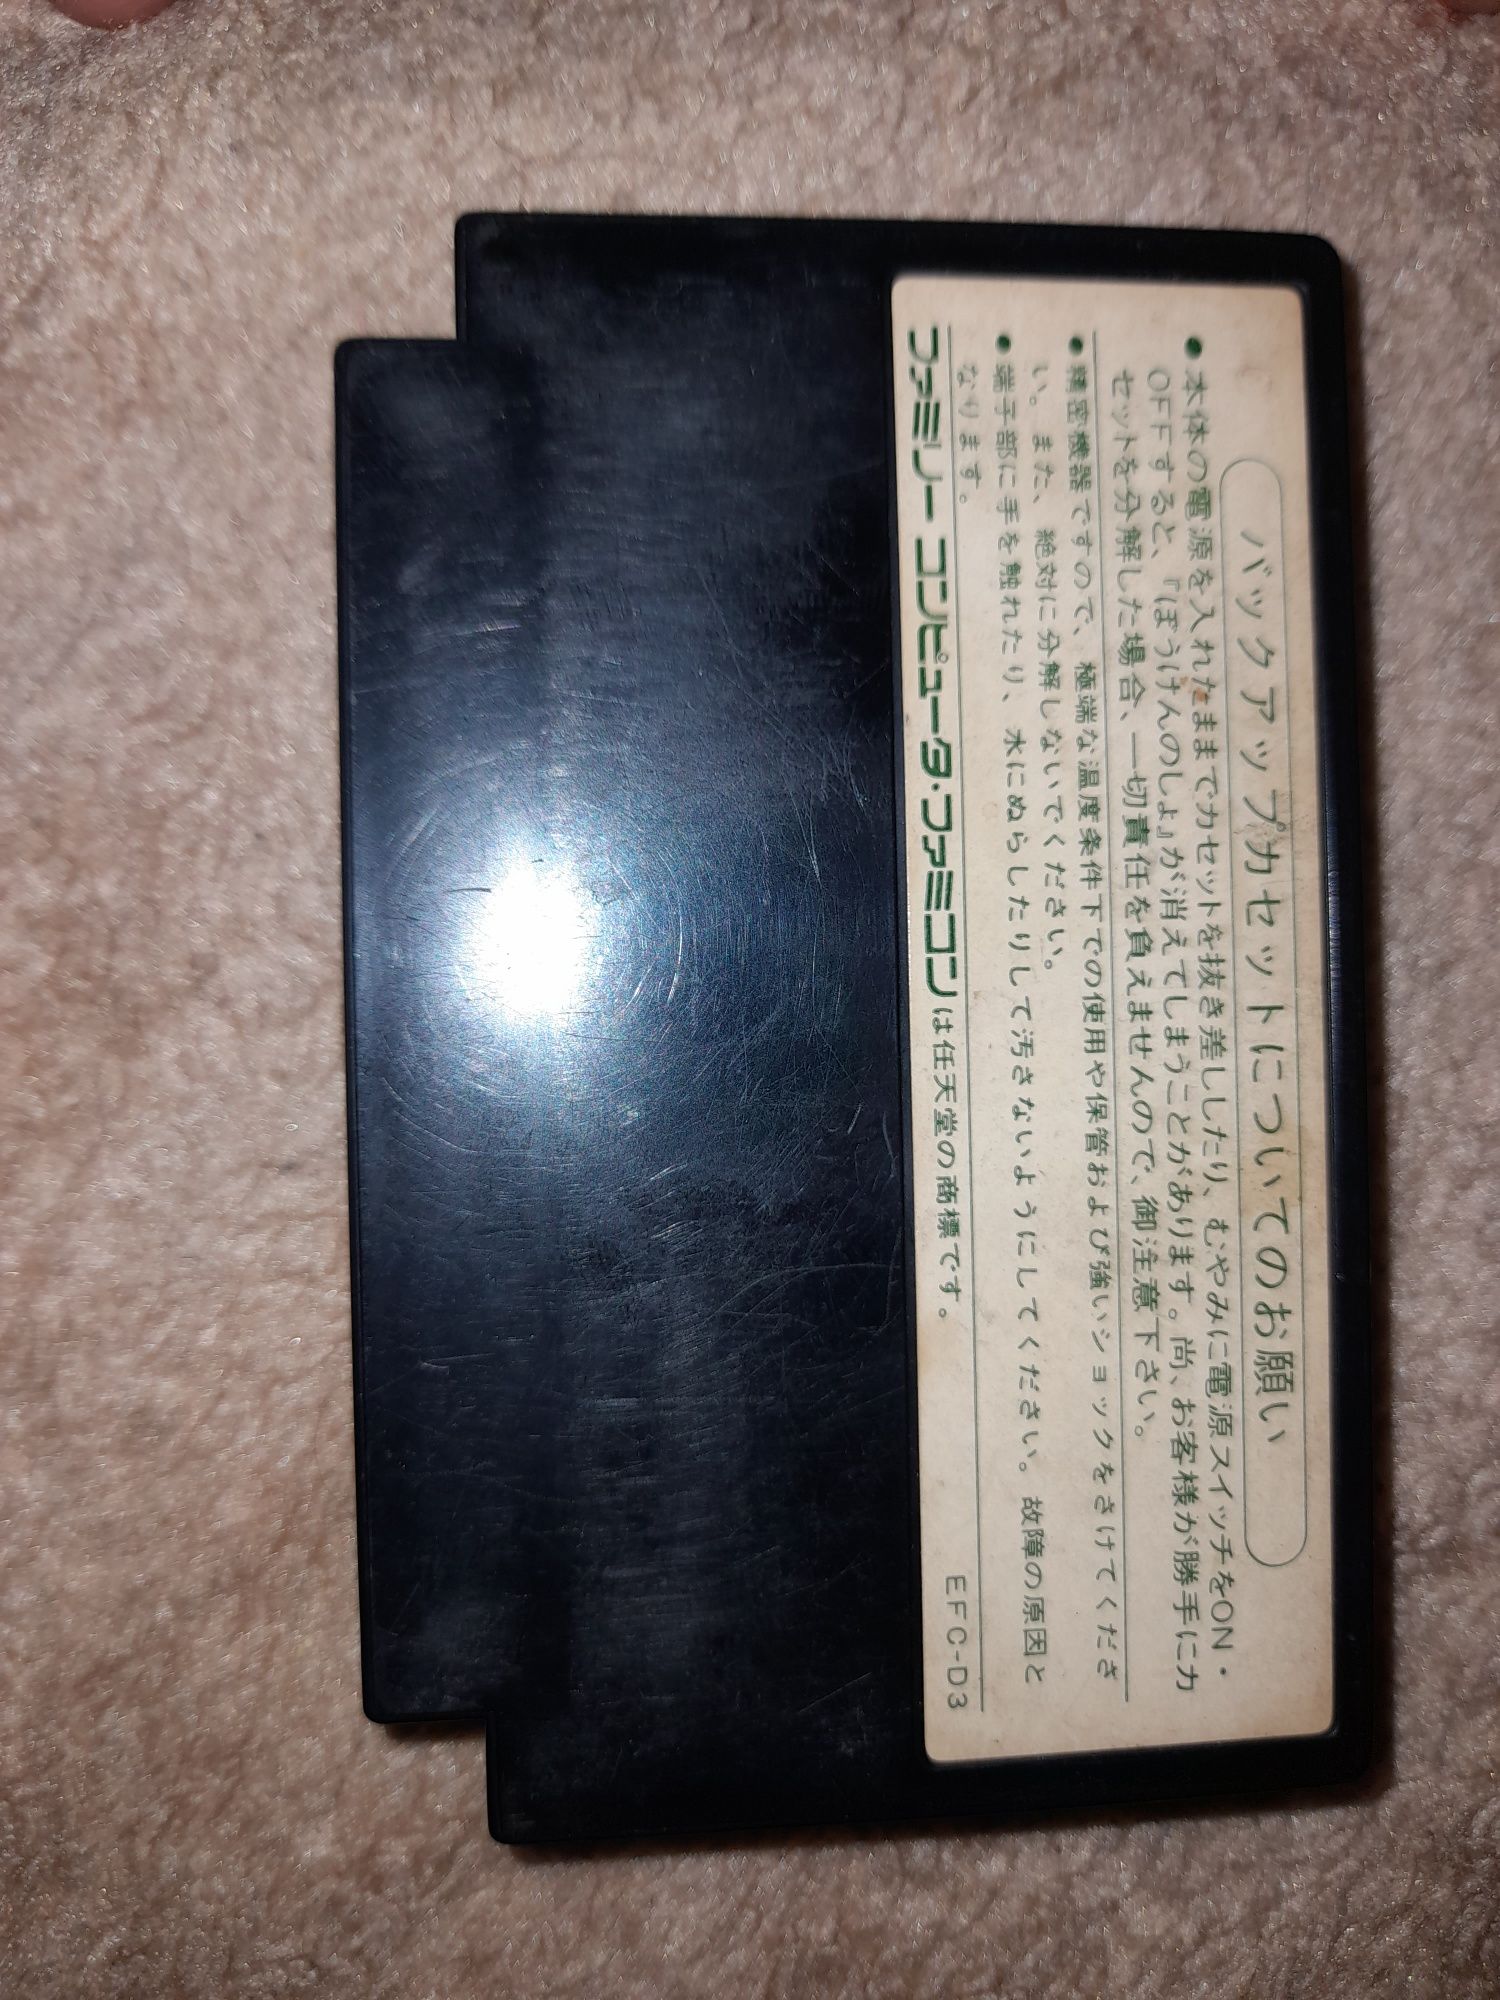 バックアップカセットについてのお願い
●本体の電源を入れたままでカセットを抜き差ししたり、むやみに電源スイッチをON・
OFFすると、『ぼうけんのしょ』が消えてしまうことがあります。尚、お客様が勝手にカ
セットを分解した場合、一切責任を負えませんので、御注意下さい。
●精密機器ですので、極端な温度条件下での使用や保管および強いショックをさけてくださ
い。また、絶対に分解しないでください。
●端子部に手を触れたり、水にぬらしたりして汚さないようにしてください。故障の原因と
なります。
ファミリー コンピュータ・ファミコンは任天堂の商標です。 EFC-D3